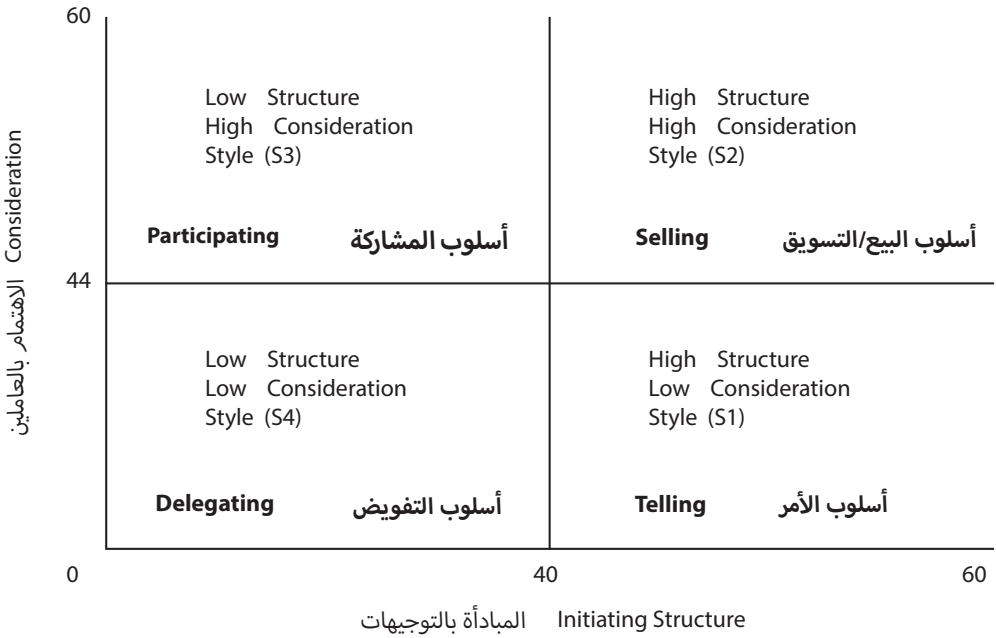 60
Low Structure
High Consideration
Style (S3)
High Structure
High Consideration
Style (S2)
Participating أسلوب المشاركة
Selling أسلوب البيع/التسويق
44
Low Structure
Low Consideration
Style (S4)
High Structure
Low Consideration
Style (S1)
Delegating أسلوب التفويض
Telling أسلوب الأمر
0
40
60
المبادأة بالتوجيهات Initiating Structure
الاهتمام بالعاملين Consideration